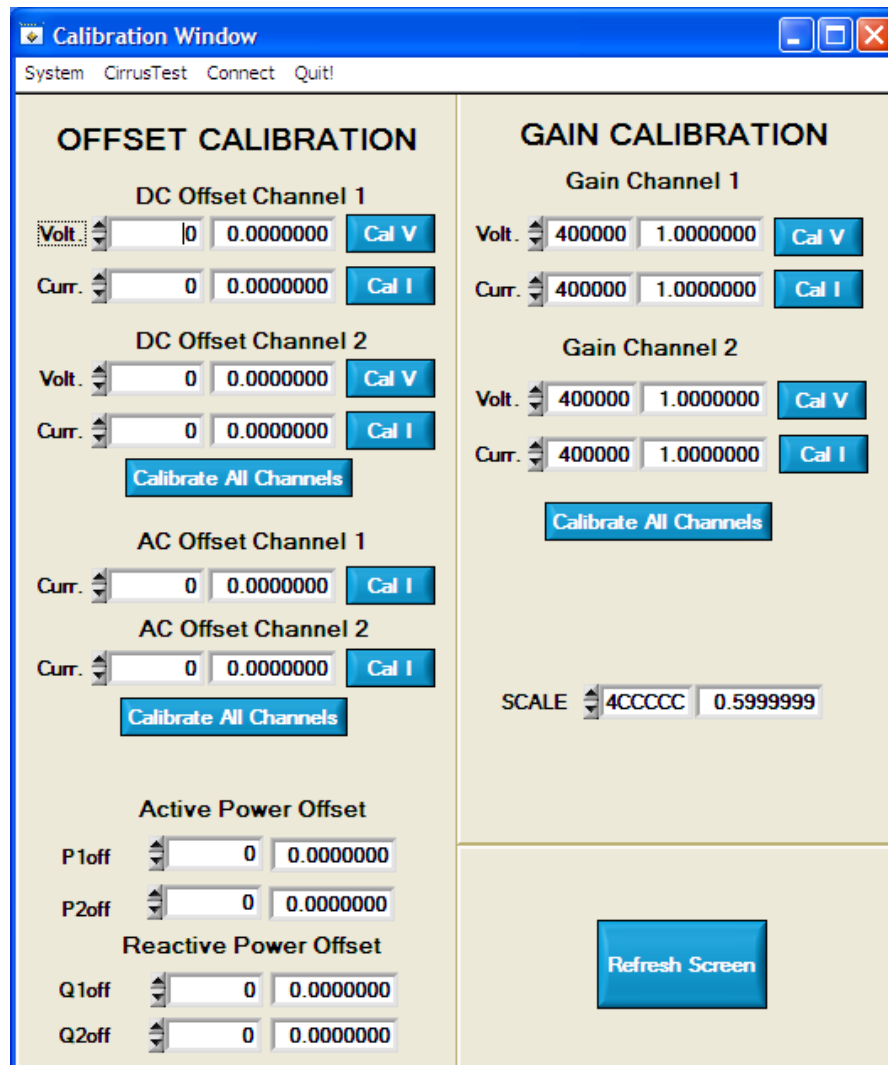 Calibration Window
System CirrusTest Connect Quit!
OFFSET CALIBRATION
DC Offset Channel 1
Volt. 0 0.0000000 Cal V
Curr. 0 0.0000000 Cal I
DC Offset Channel 2
Volt. 0 0.0000000 Cal V
Curr. 0 0.0000000 Cal I
Calibrate All Channels
AC Offset Channel 1
Curr. 0 0.0000000 Cal I
AC Offset Channel 2
Curr. 0 0.0000000 Cal I
Calibrate All Channels
Active Power Offset
P1off 0 0.0000000
P2off 0 0.0000000
Reactive Power Offset
Q1off 0 0.0000000
Q2off 0 0.0000000
GAIN CALIBRATION
Gain Channel 1
Volt. 400000 1.0000000 Cal V
Curr. 400000 1.0000000 Cal I
Gain Channel 2
Volt. 400000 1.0000000 Cal V
Curr. 400000 1.0000000 Cal I
Calibrate All Channels
SCALE 4CCCCC 0.5999999
Refresh Screen